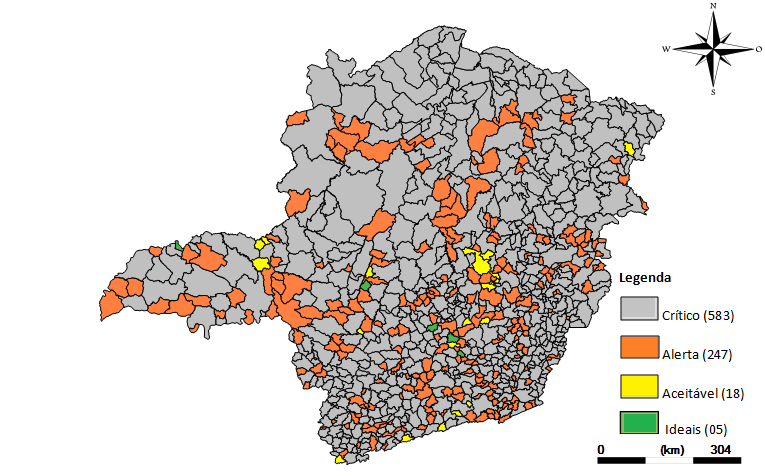 N
W
O
S
Legenda
Crítico (583)
Alerta (247)
Aceitável (18)
Ideais (05)
0 (km) 304